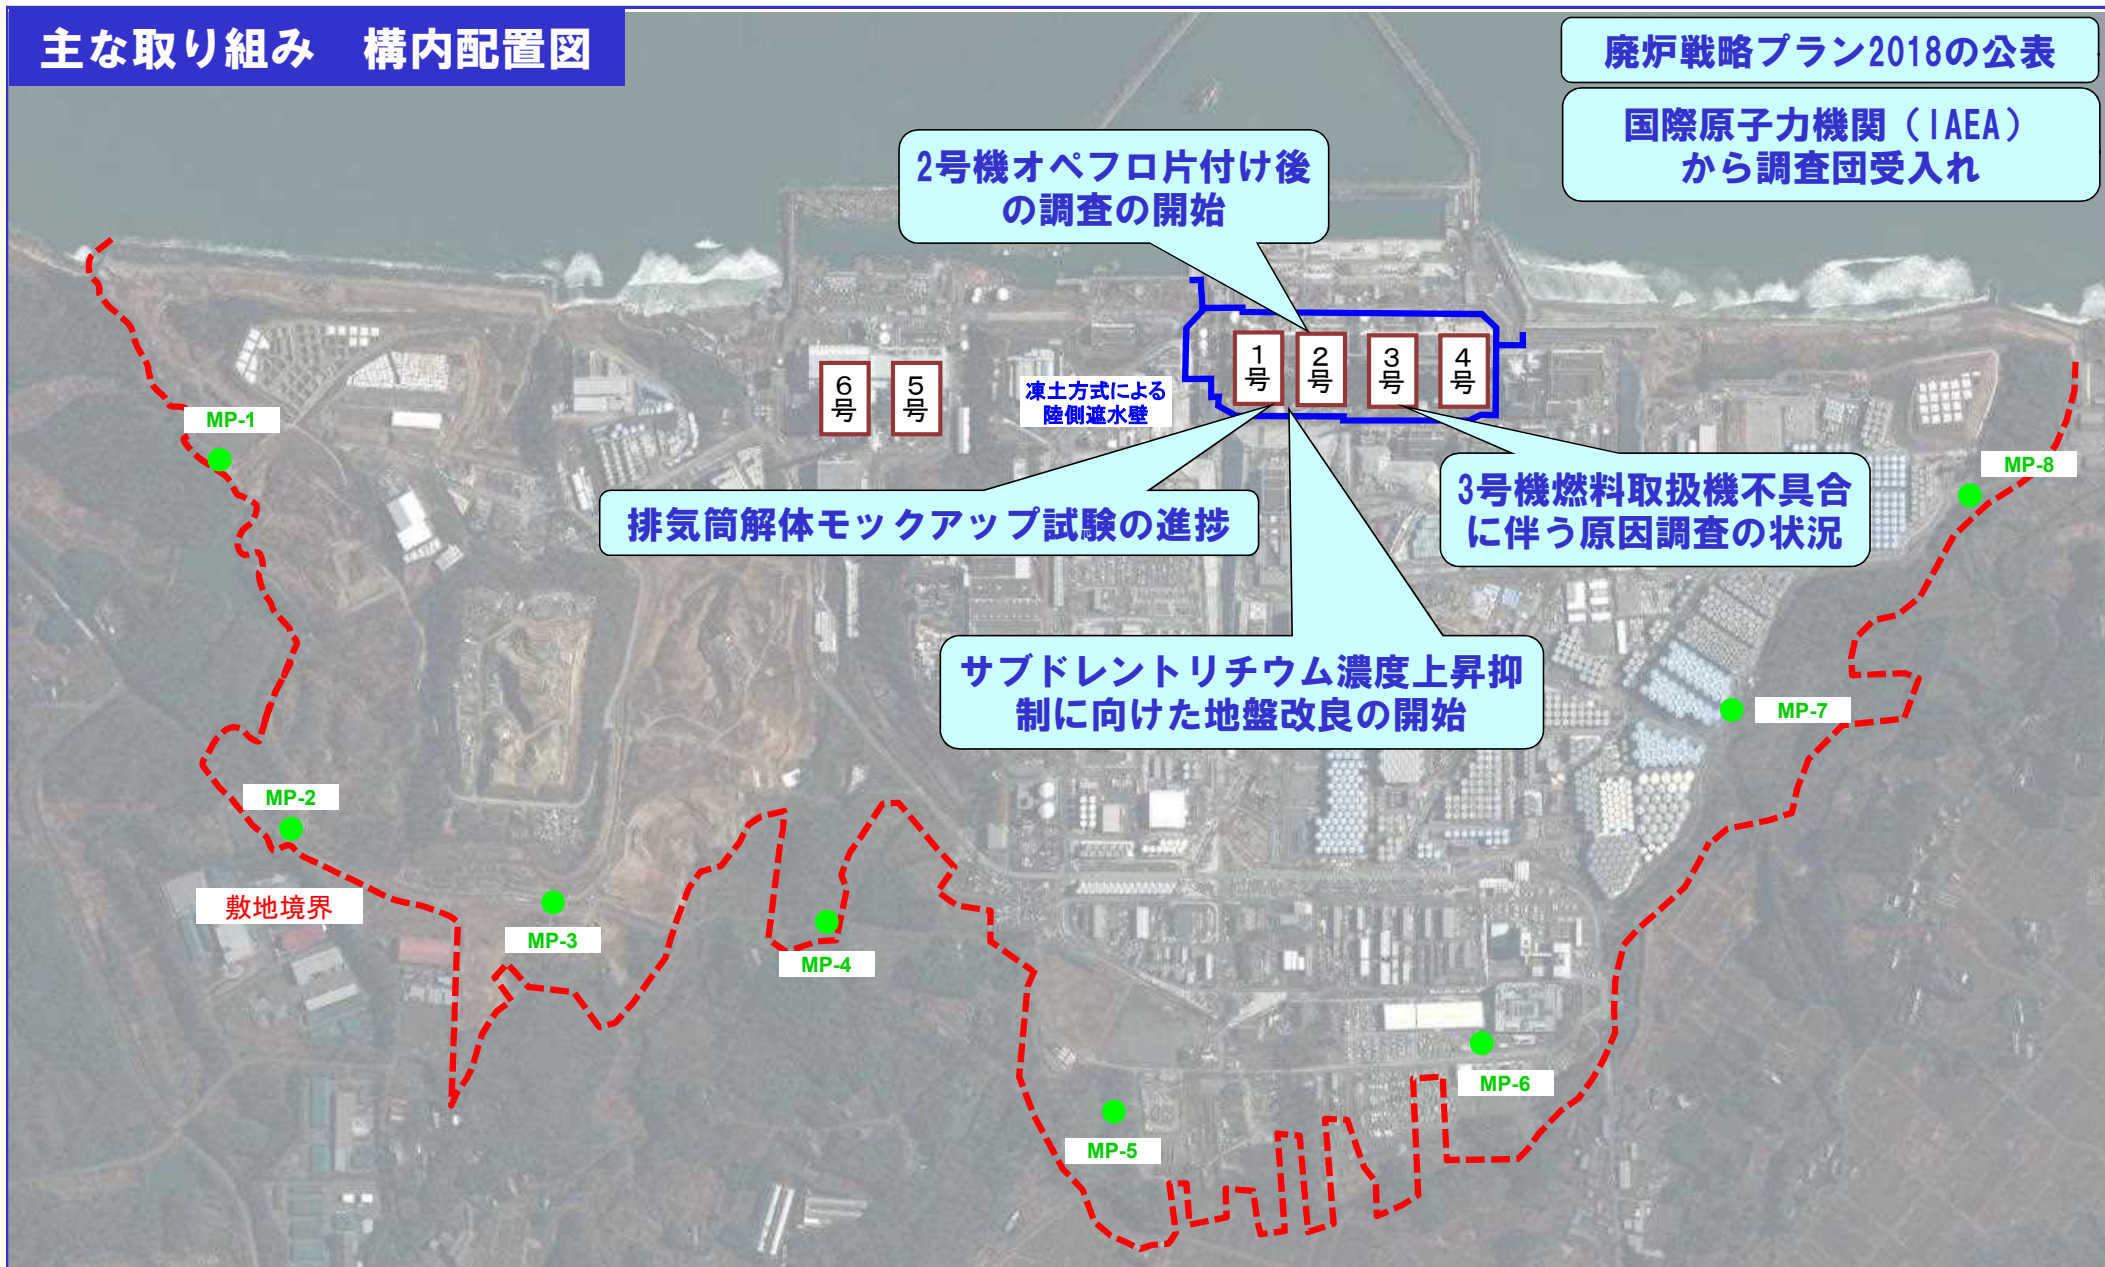 主な取り組み　構内配置図
廃炉戦略プラン2018の公表
国際原子力機関（IAEA）
から調査団受入れ
2号機オペフロ片付け後
の調査の開始
1号
2号
3号
4号
6号
5号
凍土方式による
陸側遮水壁
MP-1
MP-8
排気筒解体モックアップ試験の進捗
3号機燃料取扱機不具合
に伴う原因調査の状況
サブドレントリチウム濃度上昇抑
制に向けた地盤改良の開始
MP-7
MP-2
敷地境界
MP-3
MP-4
MP-6
MP-5